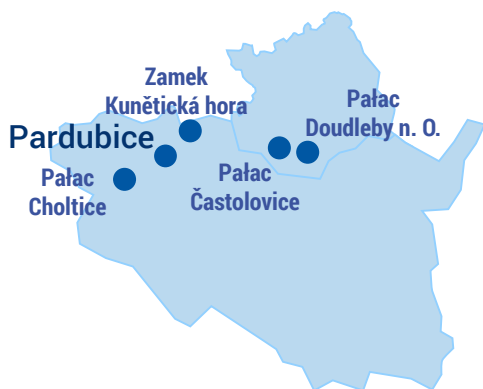 Zamek
Kunětická hora
Pałac
Doudleby n. O.
Pardubice
Pałac
Choltice
Pałac
Častolovice